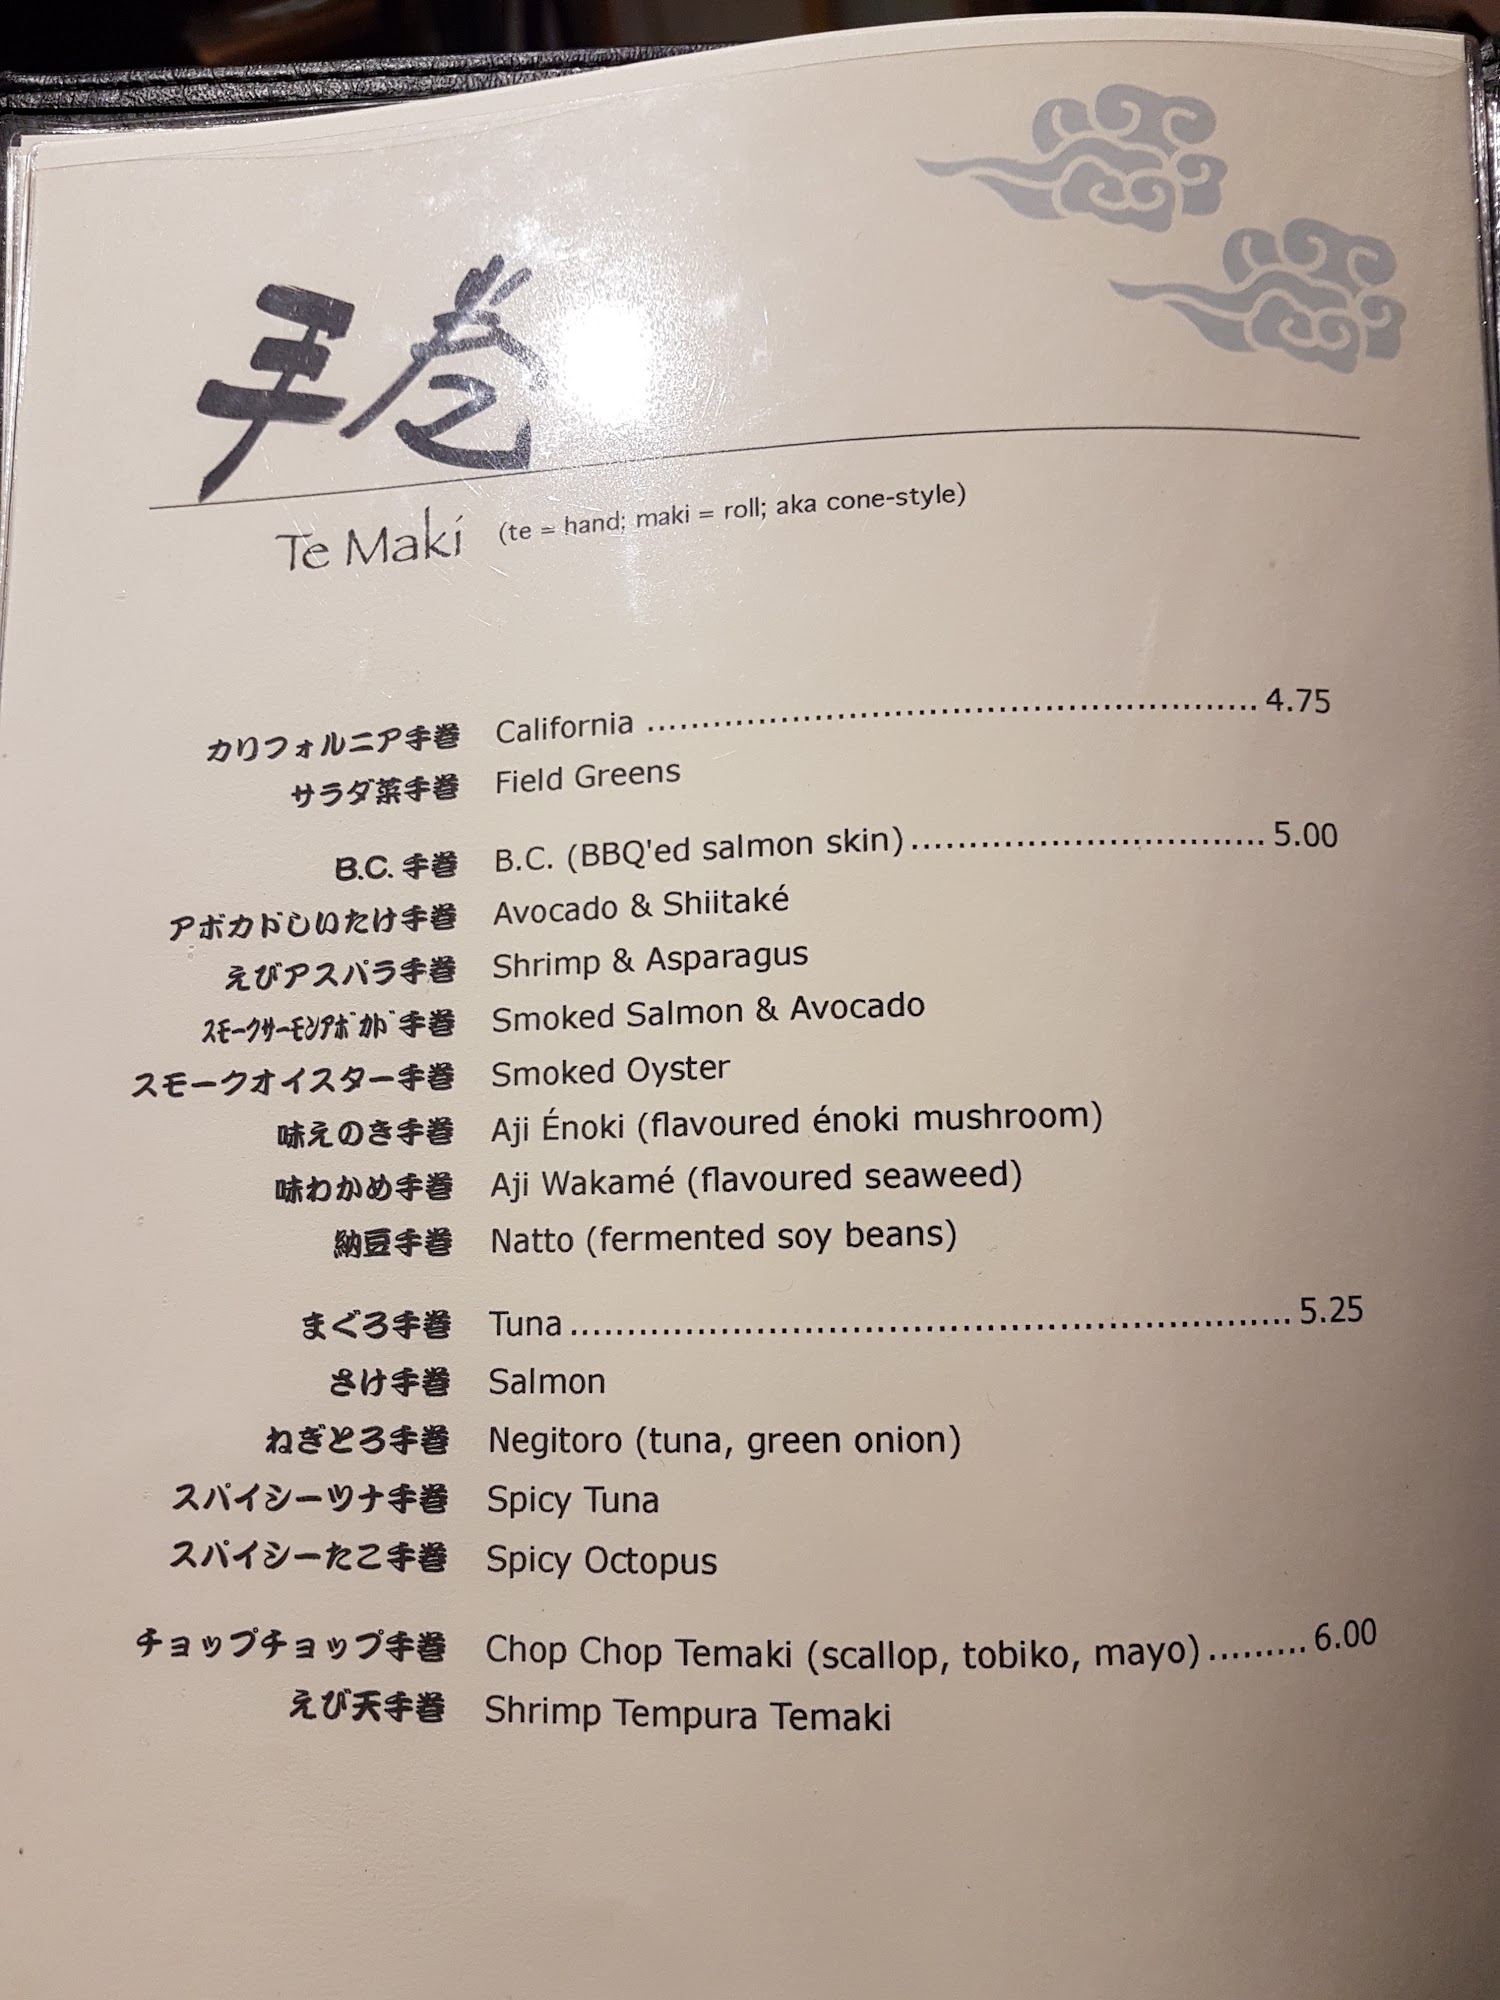 手巻
Te Maki (te = hand; maki = roll; aka cone-style)
カリフォルニア手巻 California ........................................................ 4.75
サラダ菜手巻 Field Greens
B.C. 手巻 B.C. (BBQ'ed salmon skin) ................................ 5.00
アボカドしいたけ手巻 Avocado & Shiitaké
えびアスパラ手巻 Shrimp & Asparagus
ｽﾓｰｸｻｰﾓﾝｱﾎﾞｶﾄﾞ手巻 Smoked Salmon & Avocado
スモークオイスター手巻 Smoked Oyster
味えのき手巻 Aji Énoki (flavoured énoki mushroom)
味わかめ手巻 Aji Wakamé (flavoured seaweed)
納豆手巻 Natto (fermented soy beans)
まぐろ手巻 Tuna ................................................................ 5.25
さけ手巻 Salmon
ねぎとろ手巻 Negitoro (tuna, green onion)
スパイシーツナ手巻 Spicy Tuna
スパイシーたこ手巻 Spicy Octopus
チョップチョップ手巻 Chop Chop Temaki (scallop, tobiko, mayo) ......... 6.00
えび天手巻 Shrimp Tempura Temaki